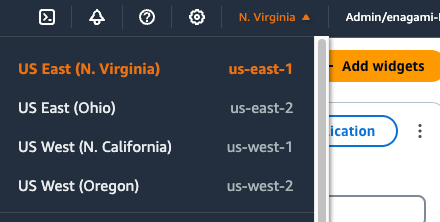 N. Virginia ▲
Admin/enagami-
US East (N. Virginia) us-east-1
Add widgets
US East (Ohio) us-east-2
US West (N. California) us-west-1
ication
US West (Oregon) us-west-2